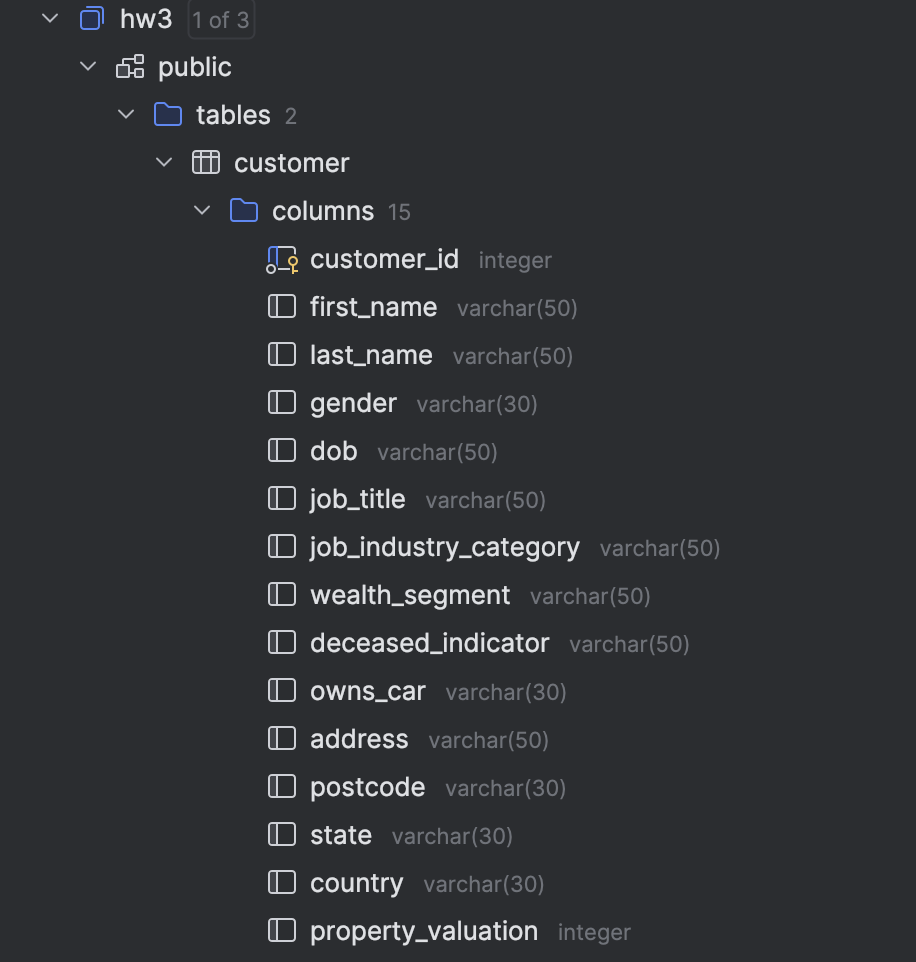 hw3 1 of 3
public
tables 2
customer
columns 15
customer_id integer
first_name varchar(50)
last_name varchar(50)
gender varchar(30)
dob varchar(50)
job_title varchar(50)
job_industry_category varchar(50)
wealth_segment varchar(50)
deceased_indicator varchar(50)
owns_car varchar(30)
address varchar(50)
postcode varchar(30)
state varchar(30)
country varchar(30)
property_valuation integer